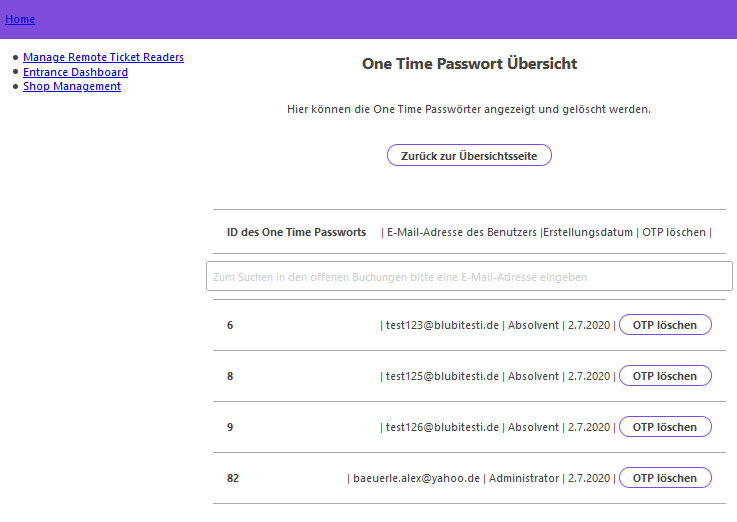 Home
Manage Remote Ticket Readers
Entrance Dashboard
Shop Management
One Time Passwort Übersicht
Hier können die One Time Passwörter angezeigt und gelöscht werden.
Zurück zur Übersichtsseite
ID des One Time Passworts | E-Mail-Adresse des Benutzers |Erstellungsdatum | OTP löschen |
Zum Suchen in den offenen Buchungen bitte eine E-Mail-Adresse eingeben
6 | test123@blubitesti.de | Absolvent | 2.7.2020 | OTP löschen
8 | test125@blubitesti.de | Absolvent | 2.7.2020 | OTP löschen
9 | test126@blubitesti.de | Absolvent | 2.7.2020 | OTP löschen
82 | baeuerle.alex@yahoo.de | Administrator | 2.7.2020 | OTP löschen